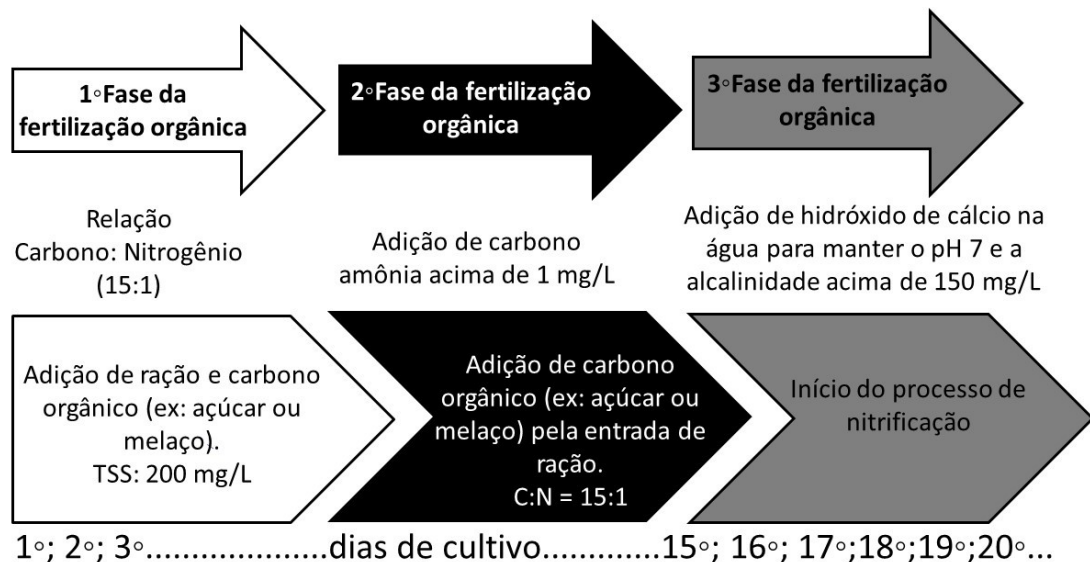 1◦Fase da
fertilização orgânica
2◦Fase da fertilização
orgânica
3◦Fase da fertilização
orgânica
Relação
Carbono: Nitrogênio
(15:1)
Adição de carbono
amônia acima de 1 mg/L
Adição de hidróxido de cálcio na
água para manter o pH 7 e a
alcalinidade acima de 150 mg/L
Adição de ração e carbono
orgânico (ex: açúcar ou
melaço).
TSS: 200 mg/L
Adição de carbono
orgânico (ex: açúcar ou
melaço) pela entrada de
ração.
C:N = 15:1
Início do processo de
nitrificação
1◦; 2◦; 3◦....................dias de cultivo.............15◦; 16◦; 17◦;18◦;19◦;20◦...